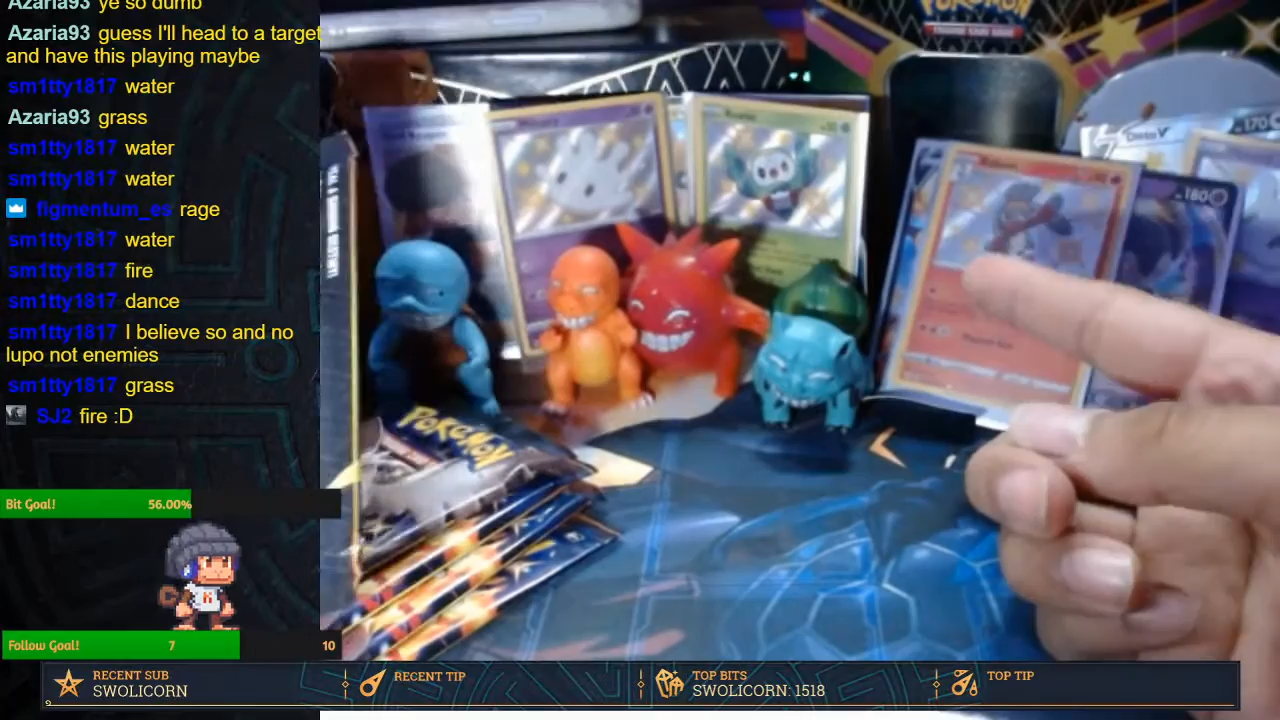 Azaria93 ye so dumb
Azaria93 guess I'll head to a target
and have this playing maybe
sm1tty1817 water
Azaria93 grass
sm1tty1817 water
sm1tty1817 water
figmentum_es rage
sm1tty1817 water
sm1tty1817 fire
sm1tty1817 dance
sm1tty1817 I believe so and no
lupo not enemies
sm1tty1817 grass
SJ2 fire :D
Bit Goal! 56.00%
K
Follow Goal! 7 10
RECENT SUB
SWOLICORN
RECENT TIP
TOP BITS
SWOLICORN: 1518
TOP TIP
POKEMON
POKEMON
170
180